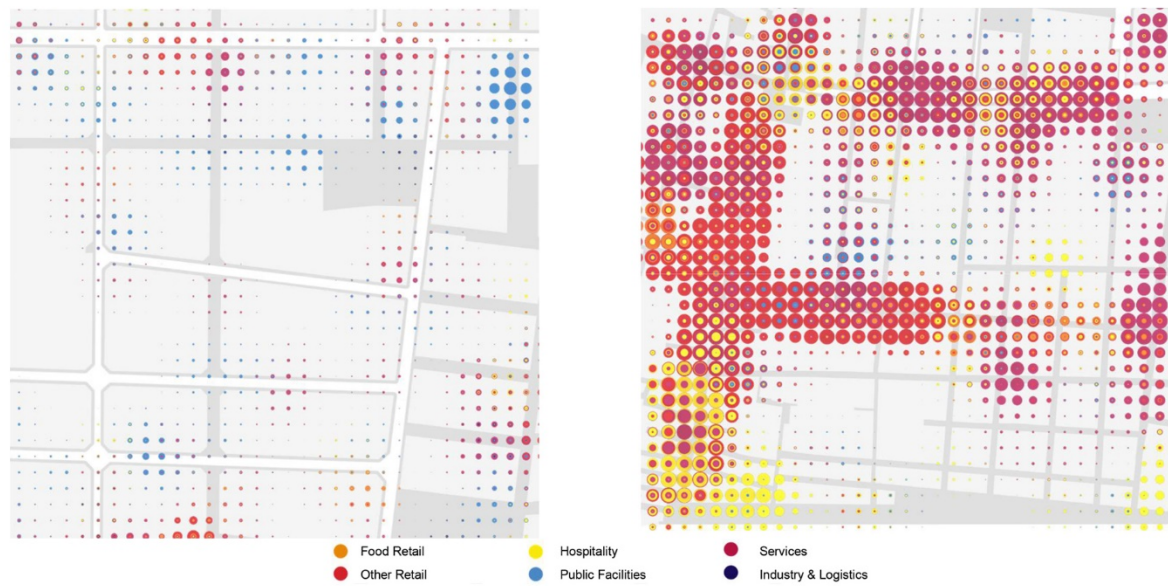 Food Retail Hospitality Services
Other Retail Public Facilities Industry & Logistics